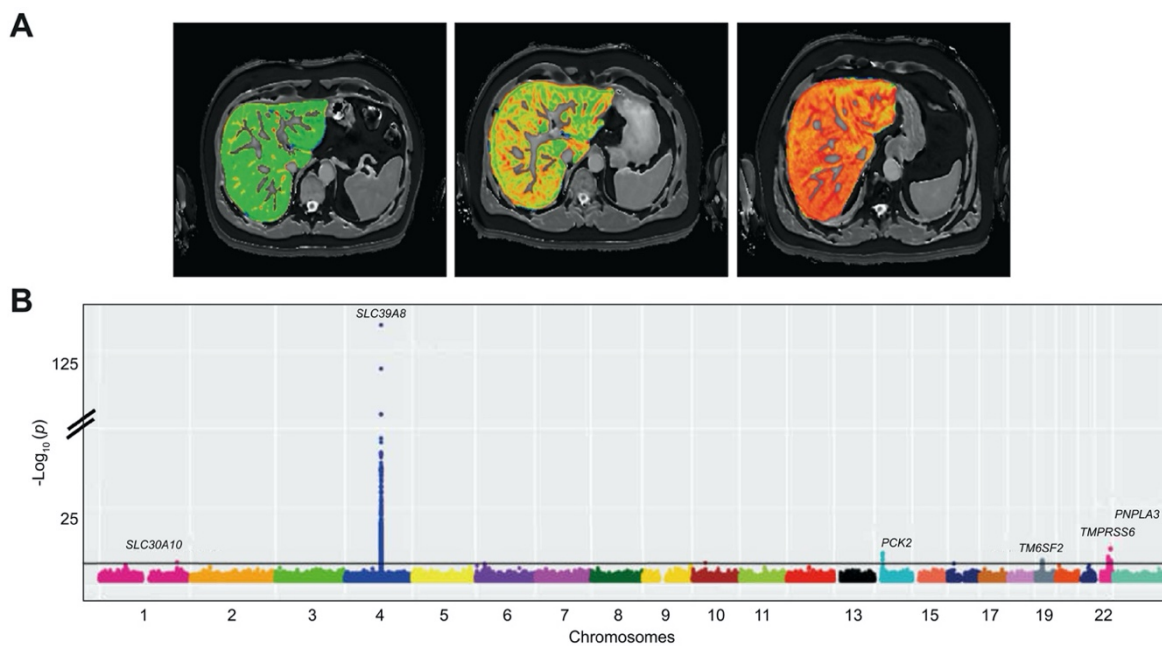 A
B
SLC39A8
125
-Log10(p)
25
SLC30A10
PCK2
TM6SF2
TMPRSS6
PNPLA3
1 2 3 4 5 6 7 8 9 10 11 13 15 17 19 22
Chromosomes